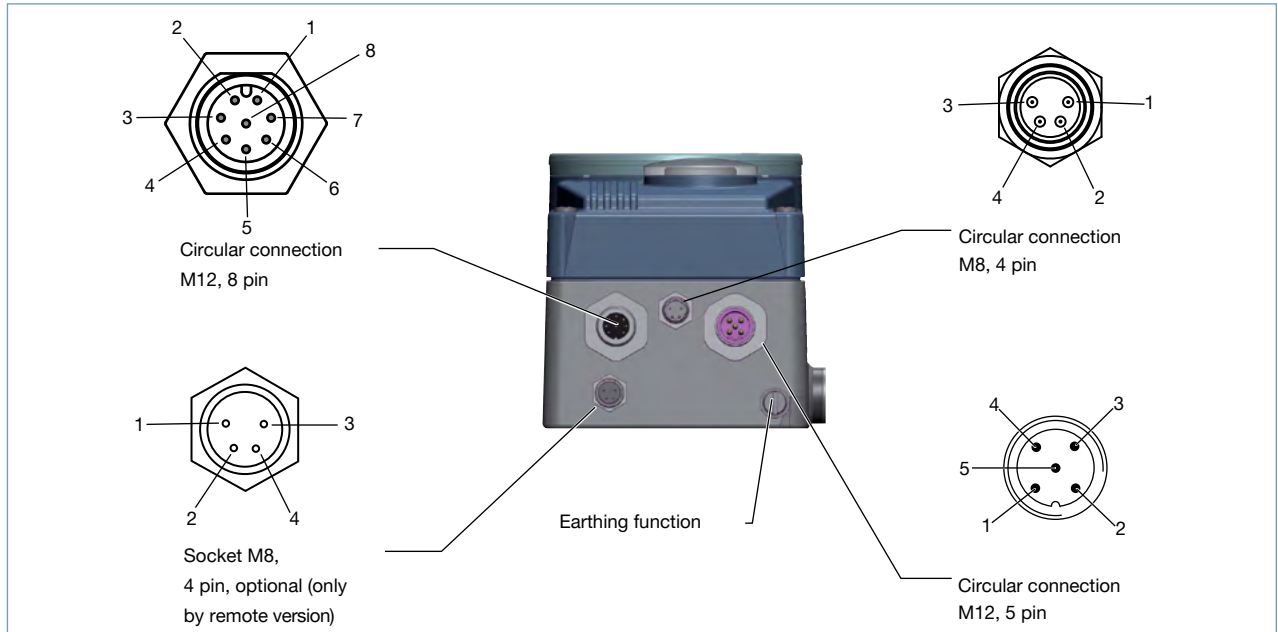 2
1
8
3
7
4
6
5
Circular connection
M12, 8 pin
3
1
4
2
Circular connection
M8, 4 pin
1
3
2
4
Socket M8,
4 pin, optional (only
by remote version)
Earthing function
4
3
5
1
2
Circular connection
M12, 5 pin